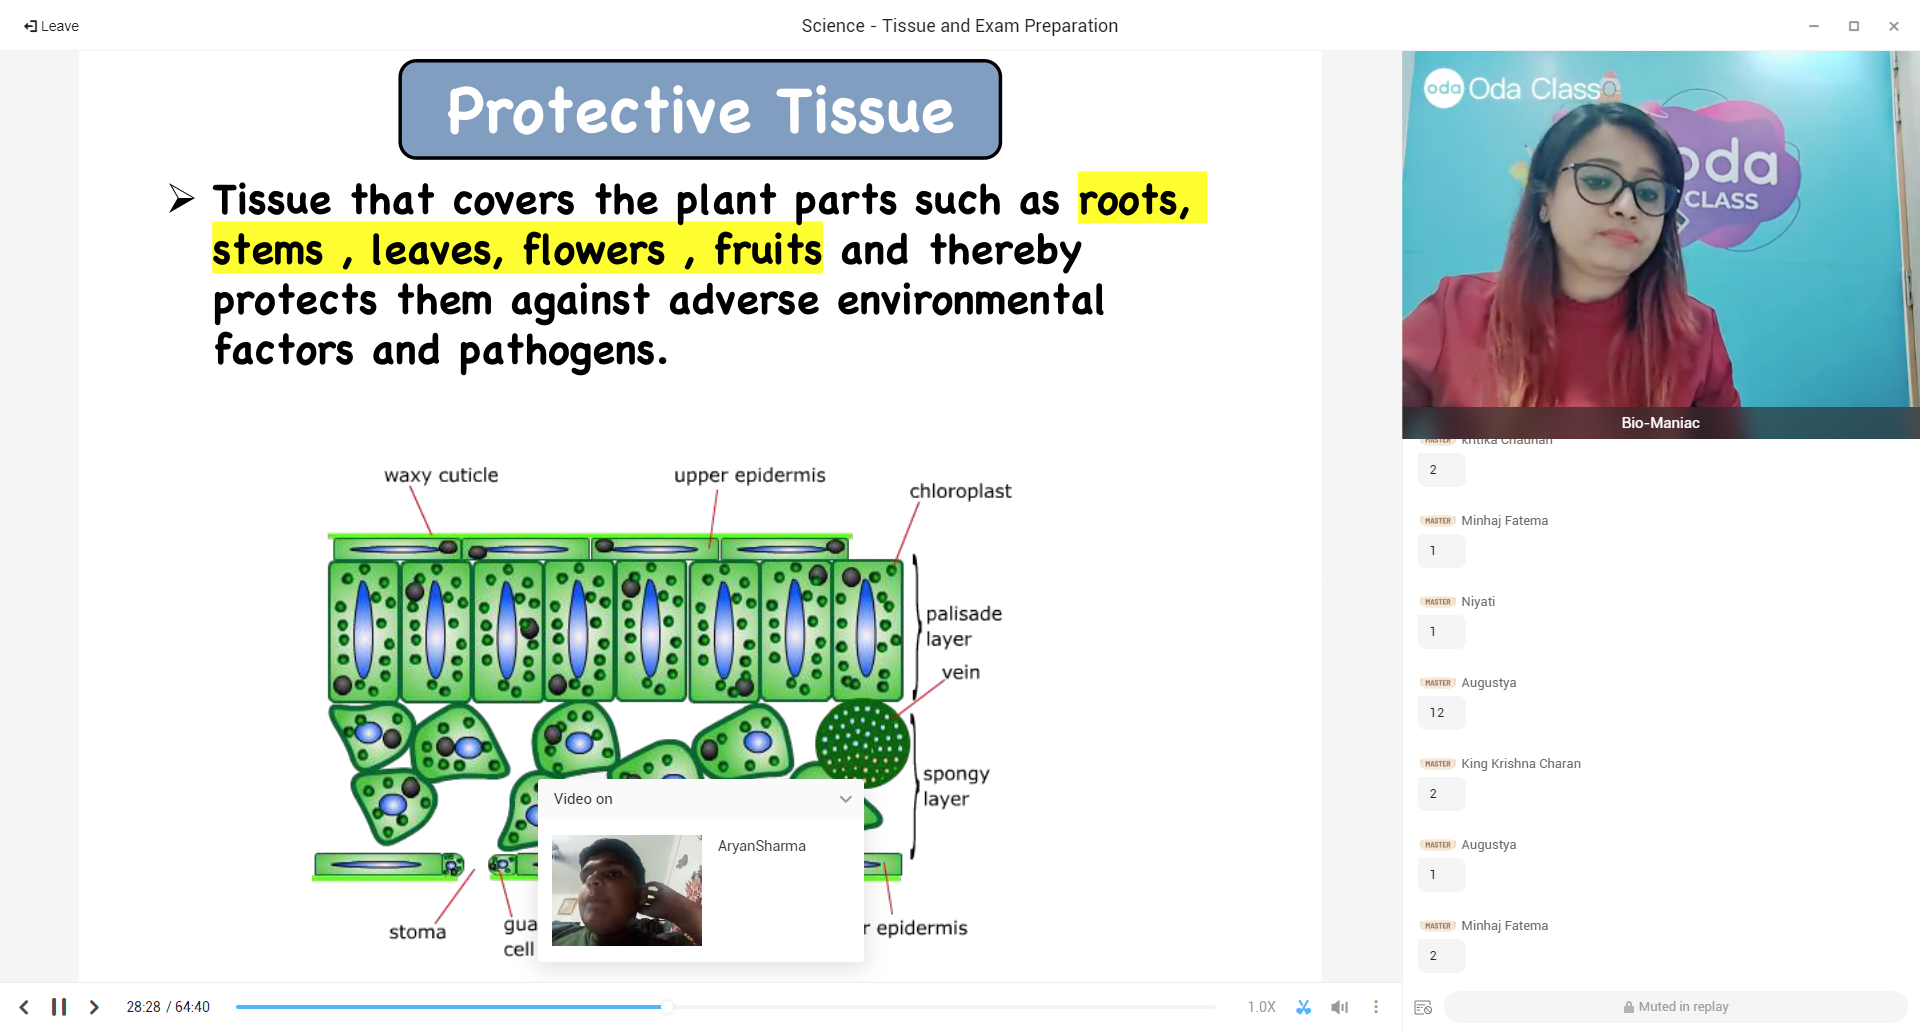 Leave
Science - Tissue and Exam Preparation
Protective Tissue
➢ Tissue that covers the plant parts such as roots,
stems , leaves, flowers , fruits and thereby
protects them against adverse environmental
factors and pathogens.
waxy cuticle
upper epidermis
chloroplast
palisade
layer
vein
spongy
layer
stoma
gua
cell
r epidermis
Video on
AryanSharma
28:28 / 64:40
1.0X
oda Oda Class
oda
CLASS
Bio-Maniac
MASTER Kritika Chauhan
2
MASTER Minhaj Fatema
1
MASTER Niyati
1
MASTER Augustya
12
MASTER King Krishna Charan
2
MASTER Augustya
1
MASTER Minhaj Fatema
2
Muted in replay